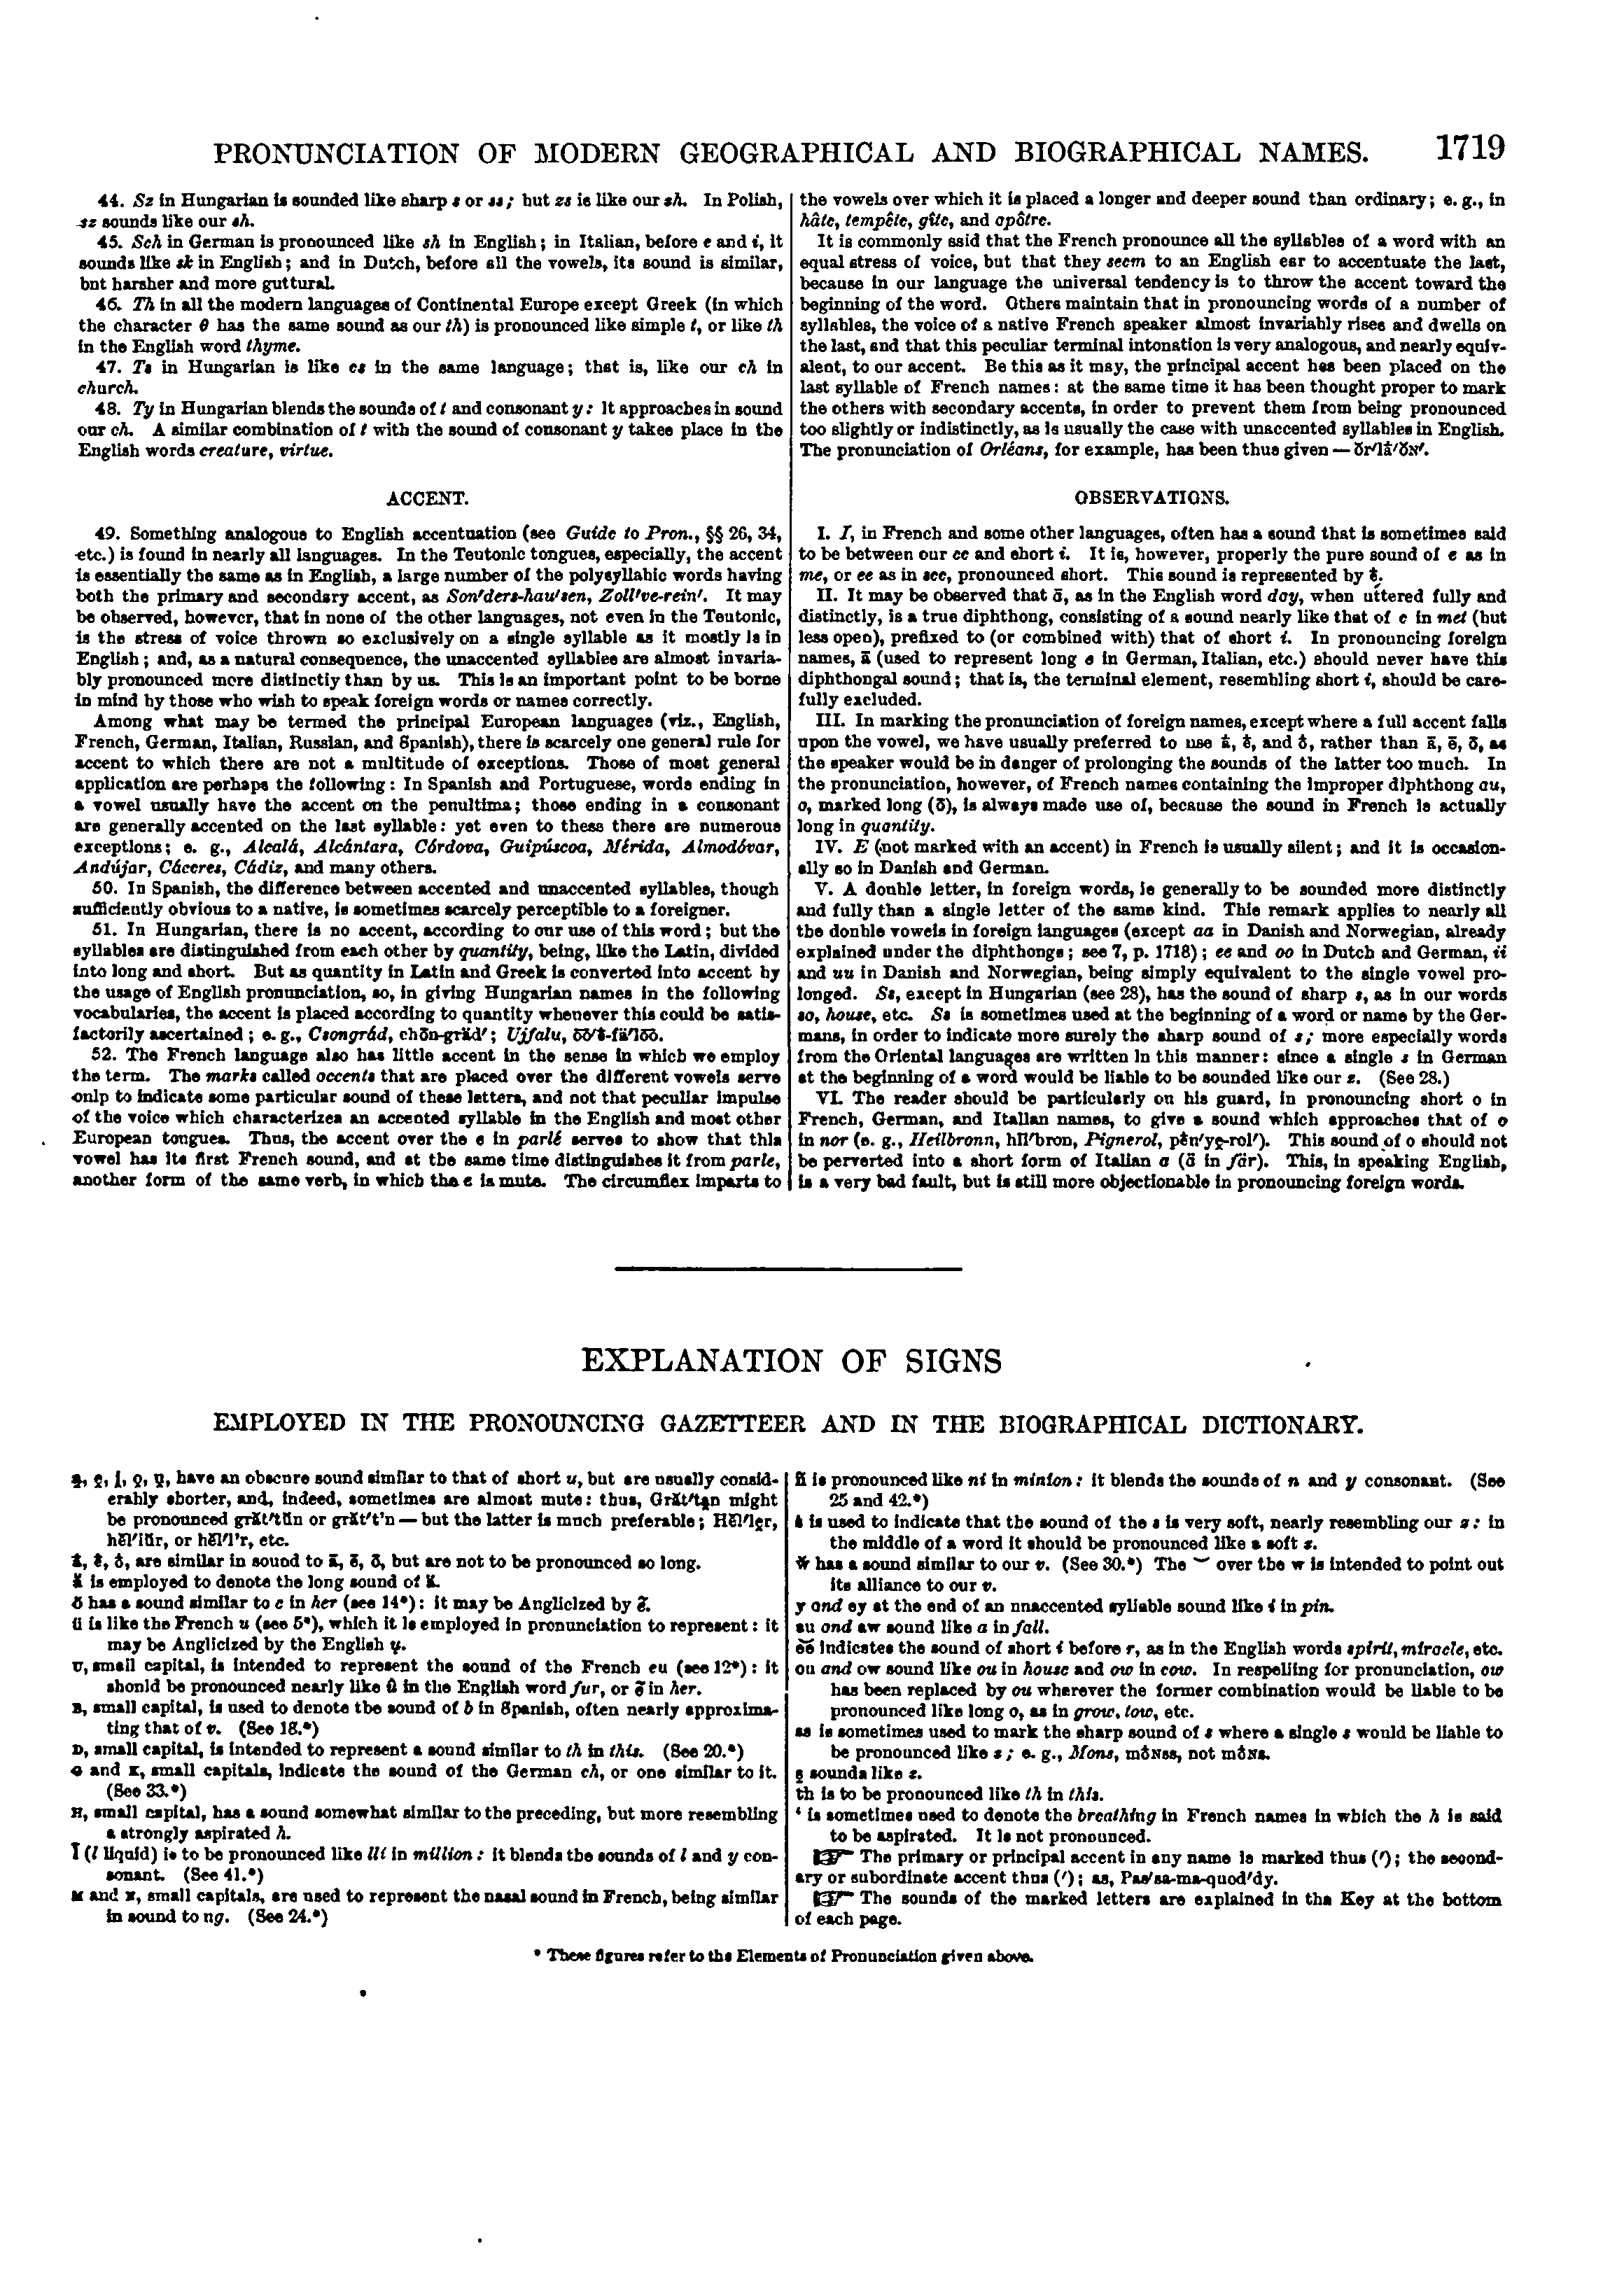 PRONUNCIATION OF MODERN GEOGRAPHICAL AND BIOGRAPHICAL NAMES. 1719
44. Sz in Hungarian is sounded like sharp s or ss; but zs is like our sh. In Polish,
sz sounds like our sh.
45. Sch in German is pronounced like sh in English; in Italian, before e and i, it
sounds like sk in English; and in Dutch, before all the vowels, its sound is similar,
but harsher and more guttural.
46. Th in all the modern languages of Continental Europe except Greek (in which
the character θ has the same sound as our th) is pronounced like simple t, or like th
in the English word thyme.
47. Ts in Hungarian is like cs in the same language; that is, like our ch in
church.
48. Ty in Hungarian blends the sounds of t and consonant y: it approaches in sound
our ch. A similar combination of t with the sound of consonant y takes place in the
English words creature, virtue.
ACCENT.
49. Something analogous to English accentuation (see Guide to Pron., §§ 26, 34,
etc.) is found in nearly all languages. In the Teutonic tongues, especially, the accent
is essentially the same as in English, a large number of the polysyllabic words having
both the primary and secondary accent, as Son'ders-hau'sen, Zoll've-rein'. It may
be observed, however, that in none of the other languages, not even in the Teutonic,
is the stress of voice thrown so exclusively on a single syllable as it mostly is in
English; and, as a natural consequence, the unaccented syllables are almost invaria-
bly pronounced more distinctly than by us. This is an important point to be borne
in mind by those who wish to speak foreign words or names correctly.
Among what may be termed the principal European languages (viz., English,
French, German, Italian, Russian, and Spanish), there is scarcely one general rule for
accent to which there are not a multitude of exceptions. Those of most general
application are perhaps the following: In Spanish and Portuguese, words ending in
a vowel usually have the accent on the penultima; those ending in a consonant
are generally accented on the last syllable: yet even to these there are numerous
exceptions; e. g., Alcalá, Alcántara, Córdova, Guipúscoa, Mérida, Almodóvar,
Andújar, Cáceres, Cádiz, and many others.
50. In Spanish, the difference between accented and unaccented syllables, though
sufficiently obvious to a native, is sometimes scarcely perceptible to a foreigner.
51. In Hungarian, there is no accent, according to our use of this word; but the
syllables are distinguished from each other by quantity, being, like the Latin, divided
into long and short. But as quantity in Latin and Greek is converted into accent by
the usage of English pronunciation, so, in giving Hungarian names in the following
vocabularies, the accent is placed according to quantity whenever this could be satis-
factorily ascertained; e. g., Csongrád, chŏn-grăd'; Ujfalu,
52. The French language also has little accent in the sense in which we employ
the term. The marks called accents that are placed over the different vowels serve
only to indicate some particular sound of these letters, and not that peculiar impulse
of the voice which characterizes an accented syllable in the English and most other
European tongues. Thus, the accent over the e in parlé serves to show that this
vowel has its first French sound, and at the same time distinguishes it from parle,
another form of the same verb, in which the e is mute. The circumflex imparts to
the vowels over which it is placed a longer and deeper sound than ordinary; e. g., in
hâte, tempête, gîte, and apôtre.
It is commonly said that the French pronounce all the syllables of a word with an
equal stress of voice, but that they seem to an English ear to accentuate the last,
because in our language the universal tendency is to throw the accent toward the
beginning of the word. Others maintain that in pronouncing words of a number of
syllables, the voice of a native French speaker almost invariably rises and dwells on
the last, and that this peculiar terminal intonation is very analogous, and nearly equiv-
alent, to our accent. Be this as it may, the principal accent has been placed on the
last syllable of French names: at the same time it has been thought proper to mark
the others with secondary accents, in order to prevent them from being pronounced
too slightly or indistinctly, as is usually the case with unaccented syllables in English.
The pronunciation of Orléans, for example, has been thus given —
OBSERVATIONS.
I. I, in French and some other languages, often has a sound that is sometimes said
to be between our ee and short i. It is, however, properly the pure sound of e as in
me, or ee as in see, pronounced short. This sound is represented by
II. It may be observed that ā, as in the English word day, when uttered fully and
distinctly, is a true diphthong, consisting of a sound nearly like that of e in met (but
less open), prefixed to (or combined with) that of short i. In pronouncing foreign
names, ā (used to represent long e in German, Italian, etc.) should never have this
diphthongal sound; that is, the terminal element, resembling short i, should be care-
fully excluded.
III. In marking the pronunciation of foreign names, except where a full accent falls
upon the vowel, we have usually preferred to use and rather than ā, ē, ō, as
the speaker would be in danger of prolonging the sounds of the latter too much. In
the pronunciation, however, of French names containing the improper diphthong au,
o, marked long (ō), is always made use of, because the sound in French is actually
long in quantity.
IV. E (not marked with an accent) in French is usually silent; and it is occasion-
ally so in Danish and German.
V. A double letter, in foreign words, is generally to be sounded more distinctly
and fully than a single letter of the same kind. This remark applies to nearly all
the double vowels in foreign languages (except aa in Danish and Norwegian, already
explained under the diphthongs; see 7, p. 1718); ee and oo in Dutch and German, ii
and uu in Danish and Norwegian, being simply equivalent to the single vowel pro-
longed. Ss, except in Hungarian (see 28), has the sound of sharp s, as in our words
so, house, etc. Ss is sometimes used at the beginning of a word or name by the Ger-
mans, in order to indicate more surely the sharp sound of s; more especially words
from the Oriental languages are written in this manner: since a single s in German
at the beginning of a word would be liable to be sounded like our z. (See 28.)
VI. The reader should be particularly on his guard, in pronouncing short o in
French, German, and Italian names, to give a sound which approaches that of o
in nor (e. g., Heilbronn, hīl'bron, Pignerol, This sound of o should not
be perverted into a short form of Italian a (ä in fär). This, in speaking English,
is a very bad fault, but is still more objectionable in pronouncing foreign words.
EXPLANATION OF SIGNS
EMPLOYED IN THE PRONOUNCING GAZETTEER AND IN THE BIOGRAPHICAL DICTIONARY.
have an obscure sound similar to that of short u, but are usually consid-
erably shorter, and, indeed, sometimes are almost mute: thus, might
be pronounced grăt'tŭn or grăt't'n — but the latter is much preferable;
hĕl'lŭr, or hĕl'l'r, etc.
are similar in sound to ā, ē, ō, but are not to be pronounced so long.
is employed to denote the long sound of ă.
ö has a sound similar to e in her (see 14*): it may be Anglicized by ẽ.
ü is like the French u (see 5*), which it is employed in pronunciation to represent: it
may be Anglicized by the English
U, small capital, is intended to represent the sound of the French eu (see 12*): it
should be pronounced nearly like û in the English word fur, or ẽ in her.
B, small capital, is used to denote the sound of b in Spanish, often nearly approxima-
ting that of v. (See 18.*)
D, small capital, is intended to represent a sound similar to th in this. (See 20.*)
G and K, small capitals, indicate the sound of the German ch, or one similar to it.
(See 33.*)
H, small capital, has a sound somewhat similar to the preceding, but more resembling
a strongly aspirated h.
(l liquid) is to be pronounced like lli in million: it blends the sounds of l and y con-
sonant. (See 41.*)
M and N, small capitals, are used to represent the nasal sound in French, being similar
in sound to ng. (See 24.*)
ñ is pronounced like ni in minion: it blends the sounds of n and y consonant. (See
25 and 42.*)
is used to indicate that the sound of the s is very soft, nearly resembling our z: in
the middle of a word it should be pronounced like a soft z.
has a sound similar to our v. (See 30.*) The ˘ over the w is intended to point out
its alliance to our v.
y and ey at the end of an unaccented syllable sound like i in pin.
au and aw sound like a in fall.
indicates the sound of short i before r, as in the English words spirit, miracle, etc.
ou and ow sound like ou in house and ow in cow. In respelling for pronunciation, ow
has been replaced by ou wherever the former combination would be liable to be
pronounced like long o, as in grow, tow, etc.
ss is sometimes used to mark the sharp sound of s where a single s would be liable to
be pronounced like z; e. g., Mons, not
sounds like z.
th is to be pronounced like th in this.
‘ is sometimes used to denote the breathing in French names in which the h is said
to be aspirated. It is not pronounced.
☞ The primary or principal accent in any name is marked thus ('); the second-
ary or subordinate accent thus ('); as, Pas'sa-ma-quod'dy.
☞ The sounds of the marked letters are explained in the Key at the bottom
of each page.
* These figures refer to the Elements of Pronunciation given above.